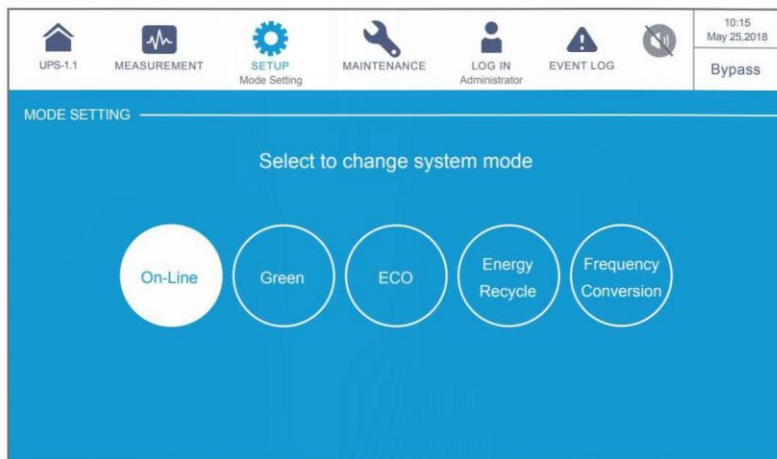 UPS-1.1
MEASUREMENT
SETUP
Mode Setting
MAINTENANCE
LOG IN
Administrator
EVENT LOG
10:15
May 25,2018
Bypass
MODE SETTING
Select to change system mode
On-Line
Green
ECO
Energy
Recycle
Frequency
Conversion